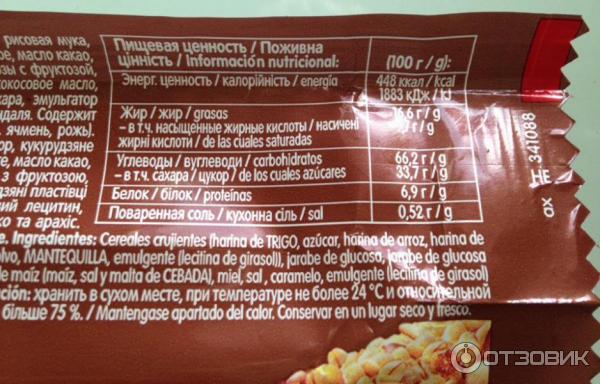 рисовая мука,
масло какао,
с фруктозой,
кокосовое масло,
эмульгатор
Содержит
ячмень, рожь).
кукурудзяне
масло какао,
з фруктозою,
пластівці
лецитин,
та арахіс.
Пищевая ценность / Поживна
цінність / Información nutricional:
(100 г / g):
Энерг. ценность / калорійність / energía
448 ккал / kcal
1883 кДж / kJ
Жир / жир / grasas
г / g
– в т.ч. насыщенные жирные кислоты / насичені
г / g
жирні кислоти / de las cuales saturadas
Углеводы / вуглеводи / carbohidratos
66,2 г / g
– в т.ч. сахара / цукор / de los cuales azúcares
33,7 г / g
Белок / білок / proteínas
6,9 г / g
Поваренная соль / кухонна сіль / sal
0,52 г / g
Ingredientes: Cereales crujientes (harina de TRIGO, azúcar, harina de arroz, harina de
MANTEQUILLA, emulgente (lecitina de girasol)), jarabe de glucosa, jarabe de glucosa
de maíz (maíz, sal y malta de CEBADA), miel, sal, caramelo, emulgente (lecitina de girasol)
хранить в сухом месте, при температуре не более 24 °C и относительной
більше 75 %. / Mantengase apartado del calor. Conservar en un lugar seco y fresco.
341088
ax
ОТЗОВИК